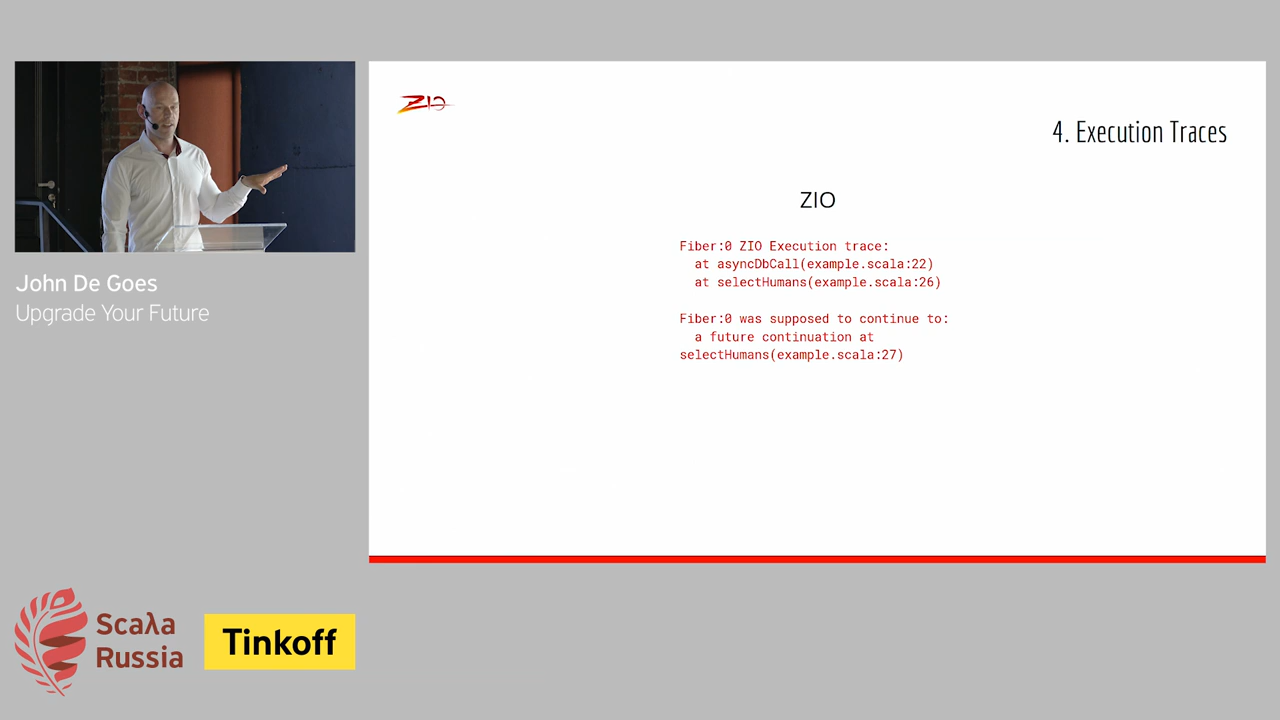 John De Goes
Upgrade Your Future
Scaλa
Russia
Tinkoff
ZIO
4. Execution Traces
ZIO
Fiber:0 ZIO Execution trace:
at asyncDbCall(example.scala:22)
at selectHumans(example.scala:26)
Fiber:0 was supposed to continue to:
a future continuation at
selectHumans(example.scala:27)